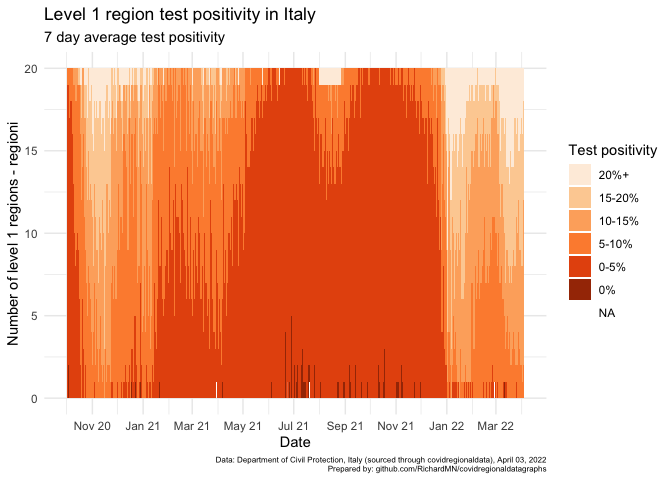 Level 1 region test positivity in Italy
7 day average test positivity
Number of level 1 regions - regioni
20
15
10
5
0
Nov 20 Jan 21 Mar 21 May 21 Jul 21 Sep 21 Nov 21 Jan 22 Mar 22
Date
Test positivity
20%+
15-20%
10-15%
5-10%
0-5%
0%
NA
Data: Department of Civil Protection, Italy (sourced through covidregionaldata), April 03, 2022
Prepared by: github.com/RichardMN/covidregionaldatagraphs